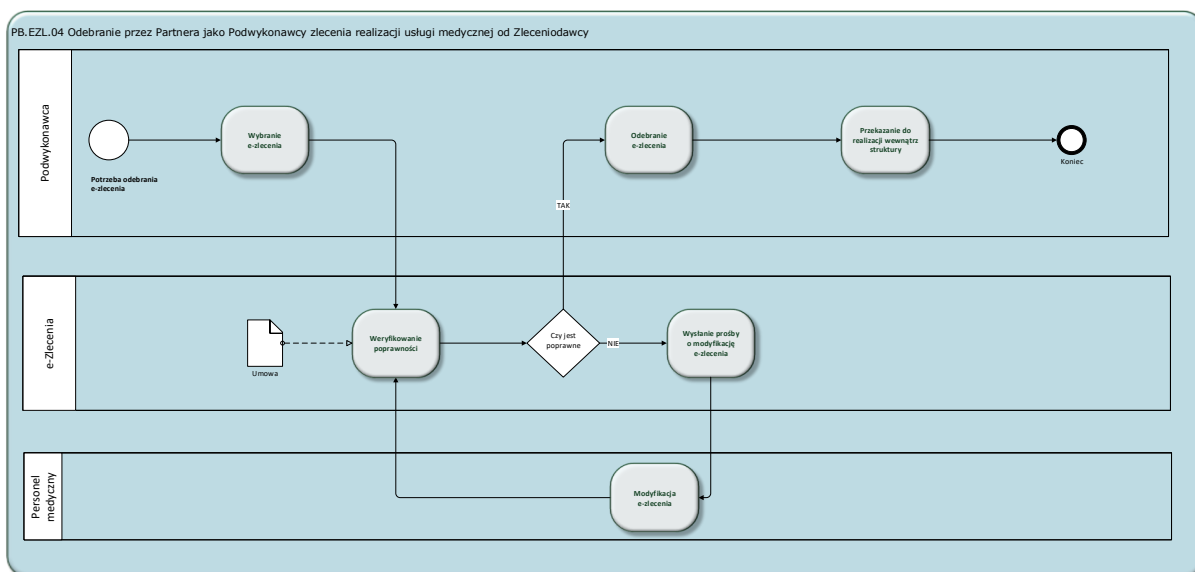 PB.EZL.04 Odebranie przez Partnera jako Podwykonawcy zlecenia realizacji usługi medycznej od Zleceniodawcy
Podwykonawca
Potrzeba odebrania
e-zlecenia
Wybranie
e-zlecenia
Odebranie
e-zlecenia
Przekazanie do
realizacji wewnątrz
struktury
Koniec
TAK
e-Zlecenia
Umowa
Weryfikowanie
poprawności
Czy jest
poprawne
NIE
Wysłanie prośby
o modyfikację
e-zlecenia
Personel
medyczny
Modyfikacja
e-zlecenia